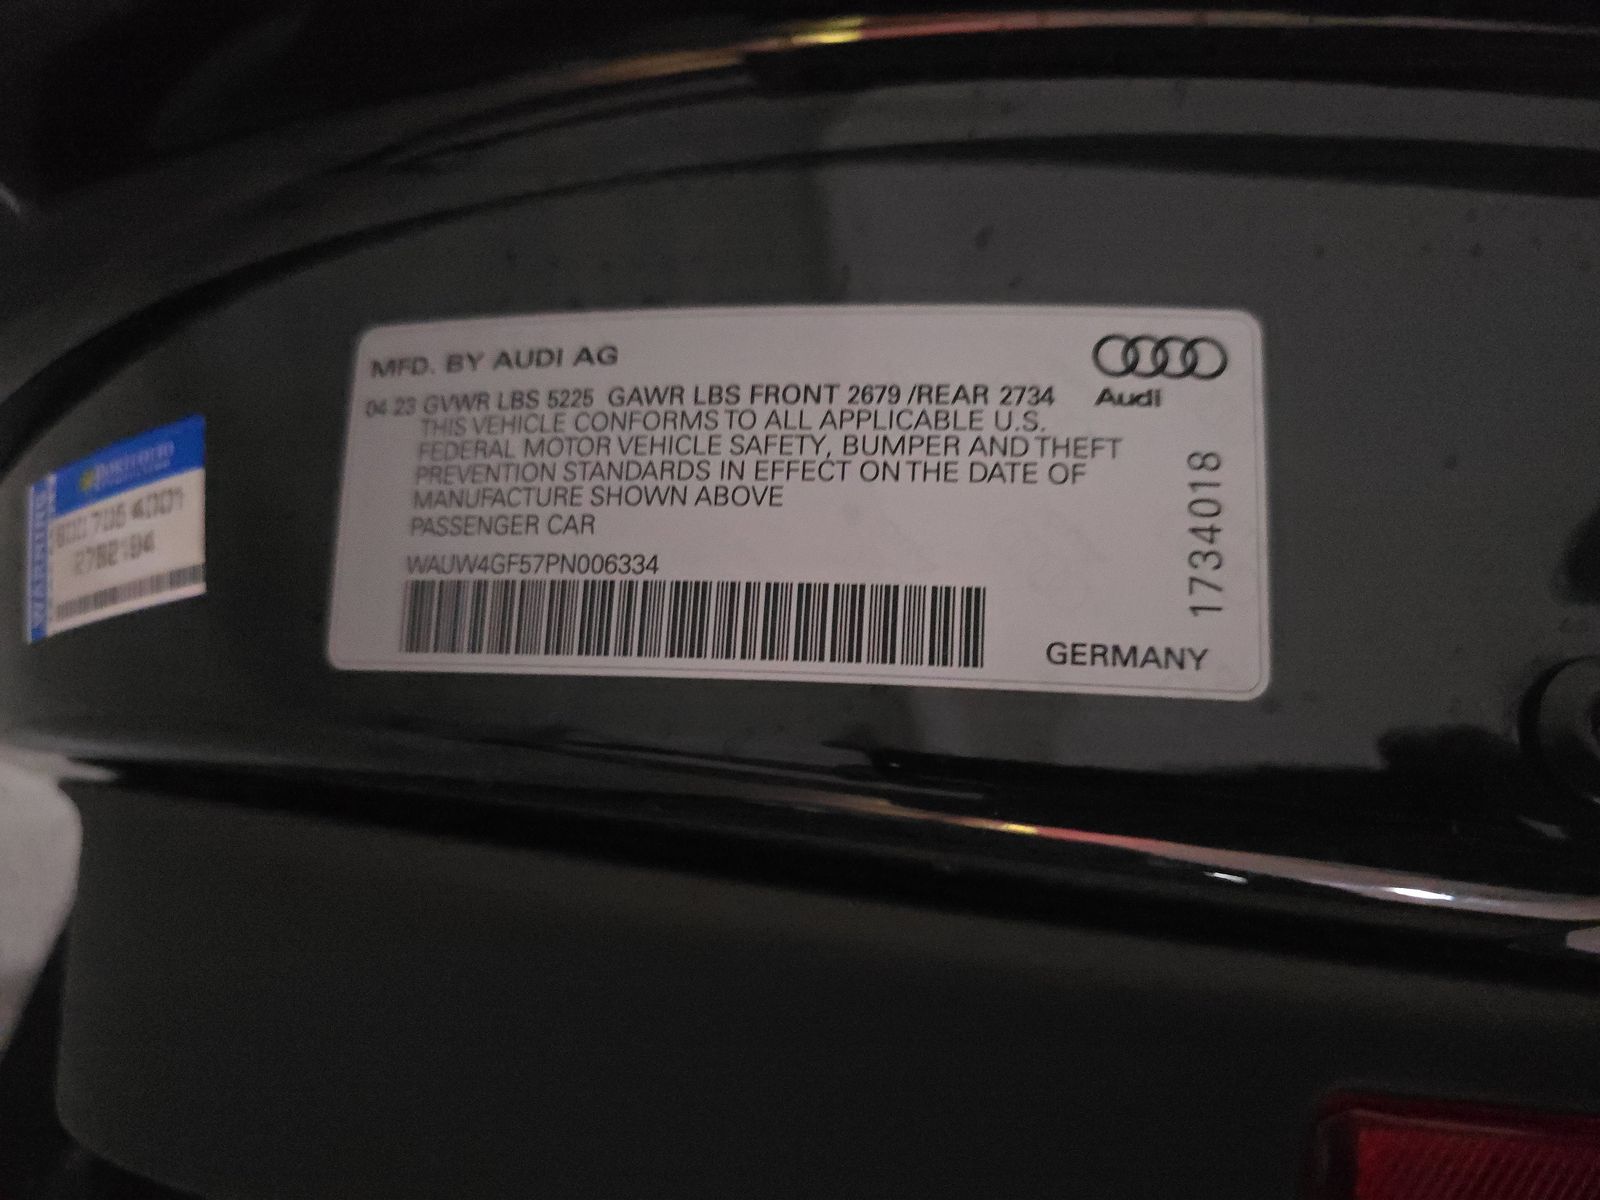 MFD. BY AUDI AG
Audi
04 23 GVWR LBS 5225 GAWR LBS FRONT 2679 /REAR 2734
THIS VEHICLE CONFORMS TO ALL APPLICABLE U.S.
FEDERAL MOTOR VEHICLE SAFETY, BUMPER AND THEFT
PREVENTION STANDARDS IN EFFECT ON THE DATE OF
MANUFACTURE SHOWN ABOVE
PASSENGER CAR
WAUW4GF57PN006334
1734018
GERMANY
WARNING